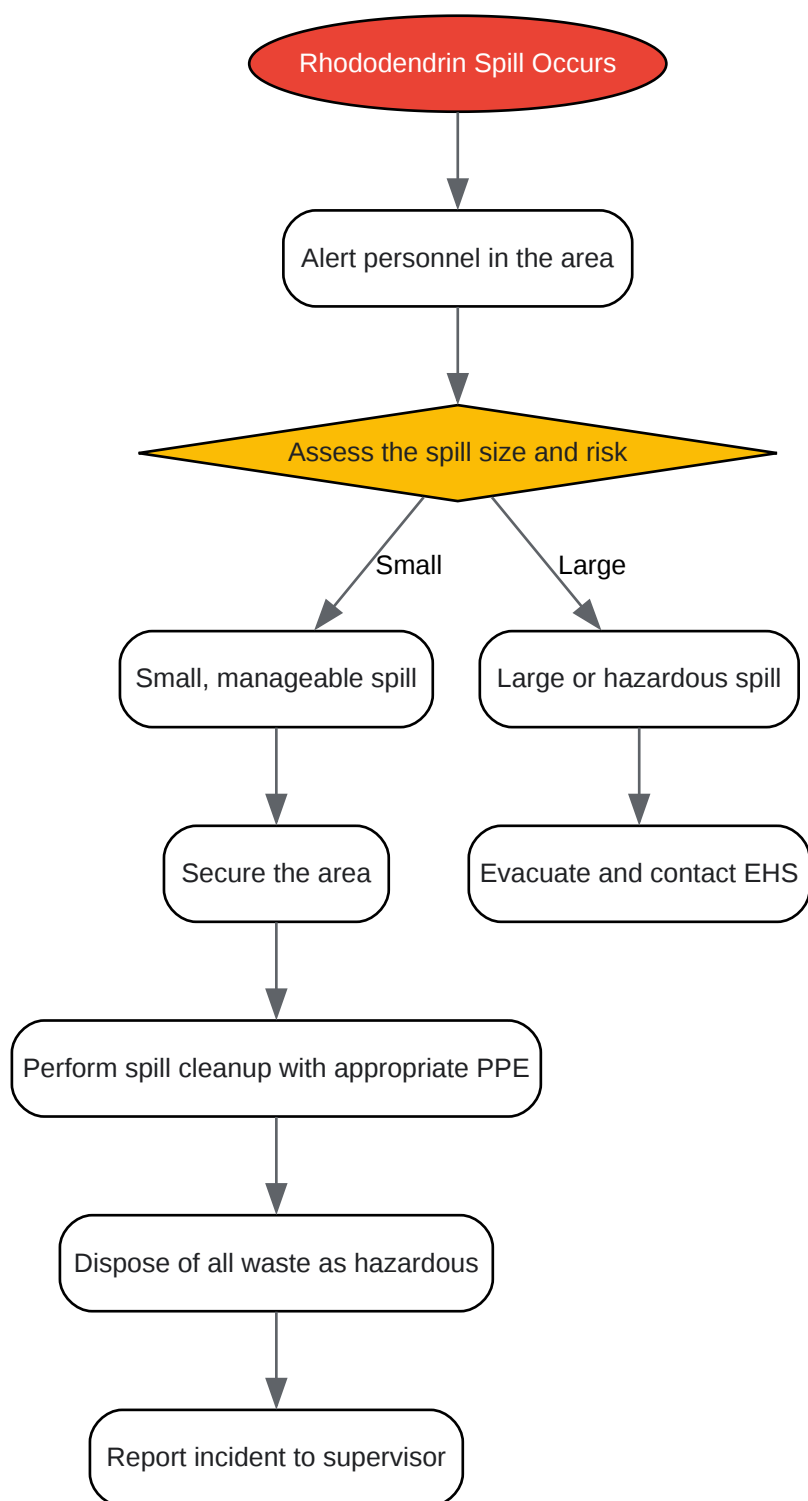 Rhododendrin Spill Occurs
Alert personnel in the area
Assess the spill size and risk
Small
Large
Small, manageable spill
Large or hazardous spill
Secure the area
Evacuate and contact EHS
Perform spill cleanup with appropriate PPE
Dispose of all waste as hazardous
Report incident to supervisor